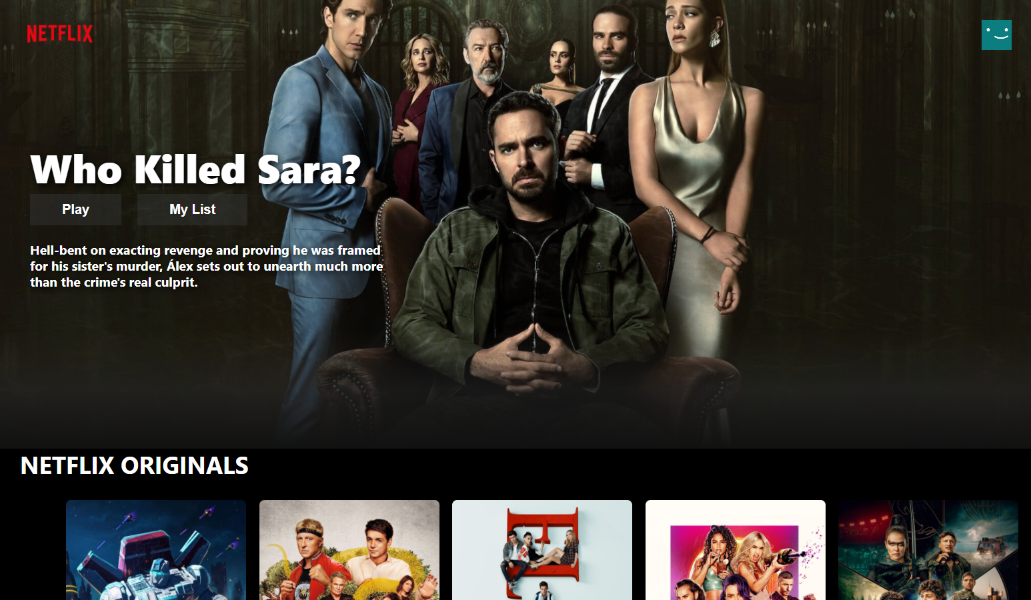 NETFLIX
Who Killed Sara?
Play
My List
Hell-bent on exacting revenge and proving he was framed
for his sister's murder, Álex sets out to unearth much more
than the crime's real culprit.
NETFLIX ORIGINALS